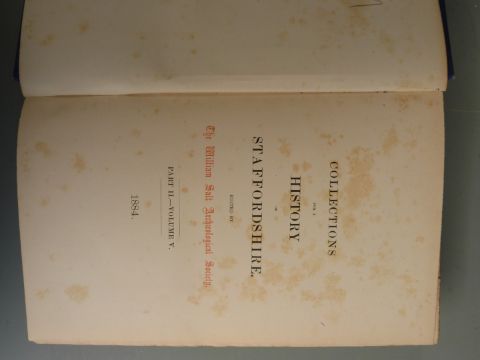 COLLECTIONS
FOR A
HISTORY
OF
STAFFORDSHIRE.
EDITED BY
The William Salt Archæological Society.
PART II.—VOLUME V.
1884.